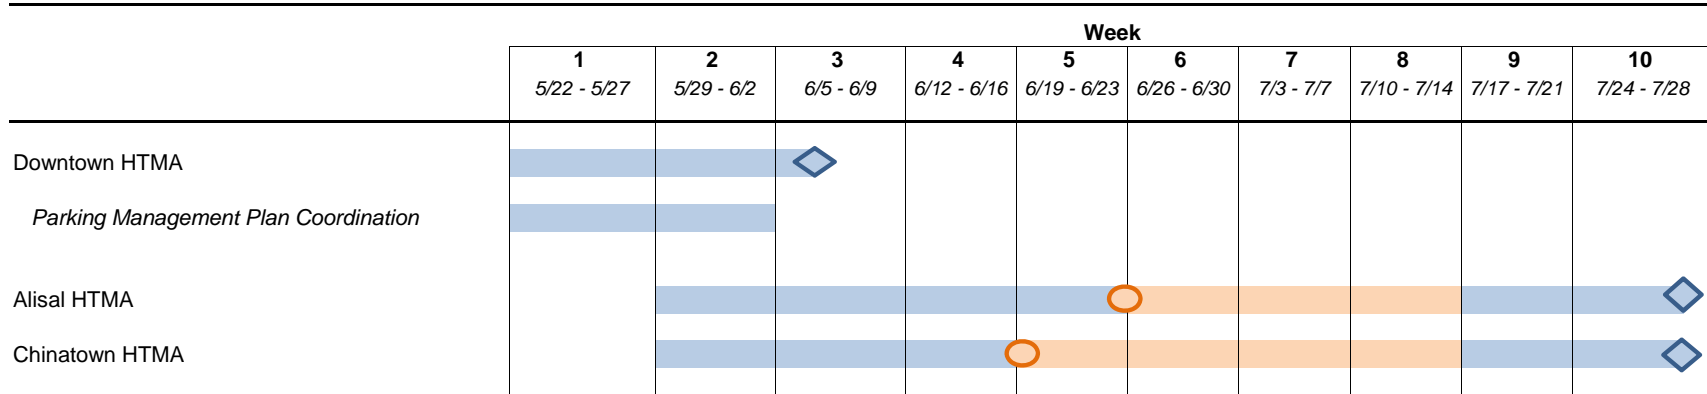 Week
1 2 3 4 5 6 7 8 9 10
5/22 - 5/27 5/29 - 6/2 6/5 - 6/9 6/12 - 6/16 6/19 - 6/23 6/26 - 6/30 7/3 - 7/7 7/10 - 7/14 7/17 - 7/21 7/24 - 7/28
Downtown HTMA
Parking Management Plan Coordination
Alisal HTMA
Chinatown HTMA